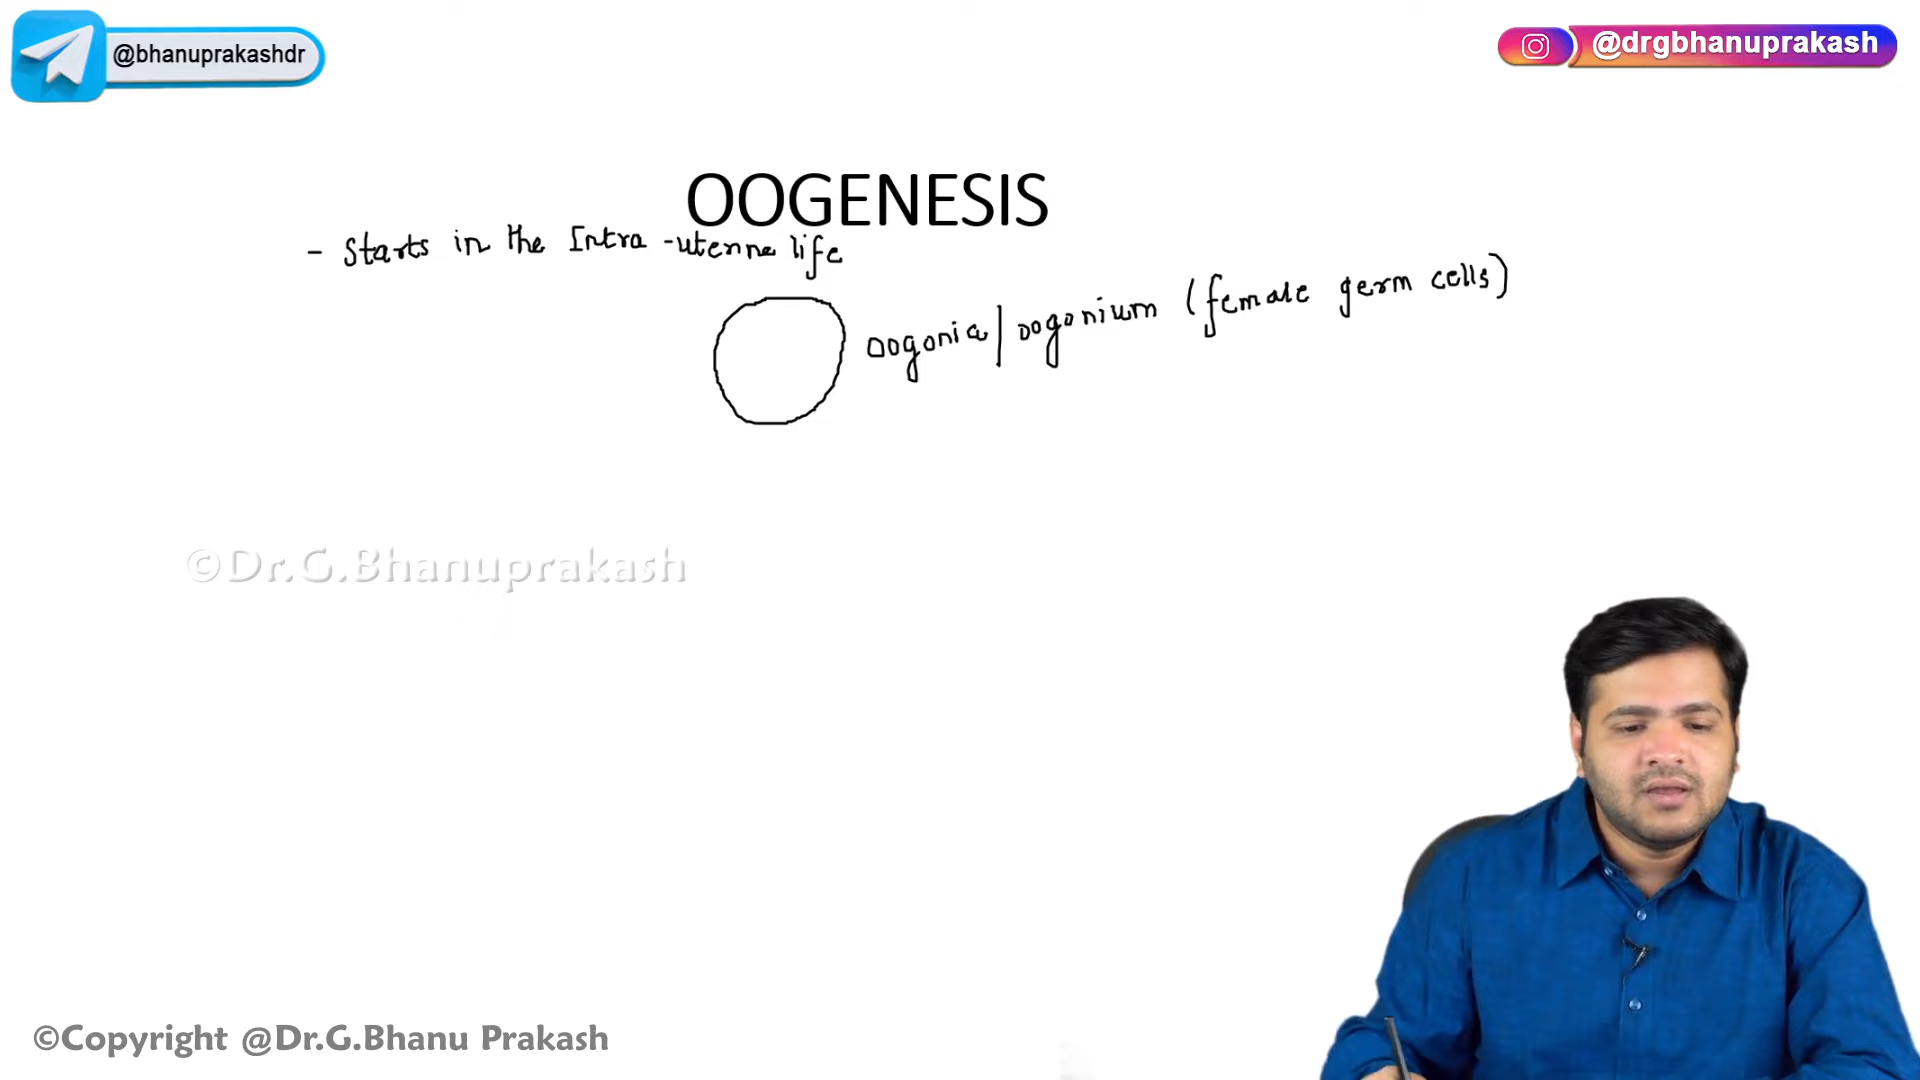 @bhanuprakashdr
@drgbhanuprakash
OOGENESIS
- Starts in the Intra-uterine life
oogonia/oogonium (female germ cells)
©Dr.G.Bhanuprakash
©Copyright @Dr.G.Bhanu Prakash